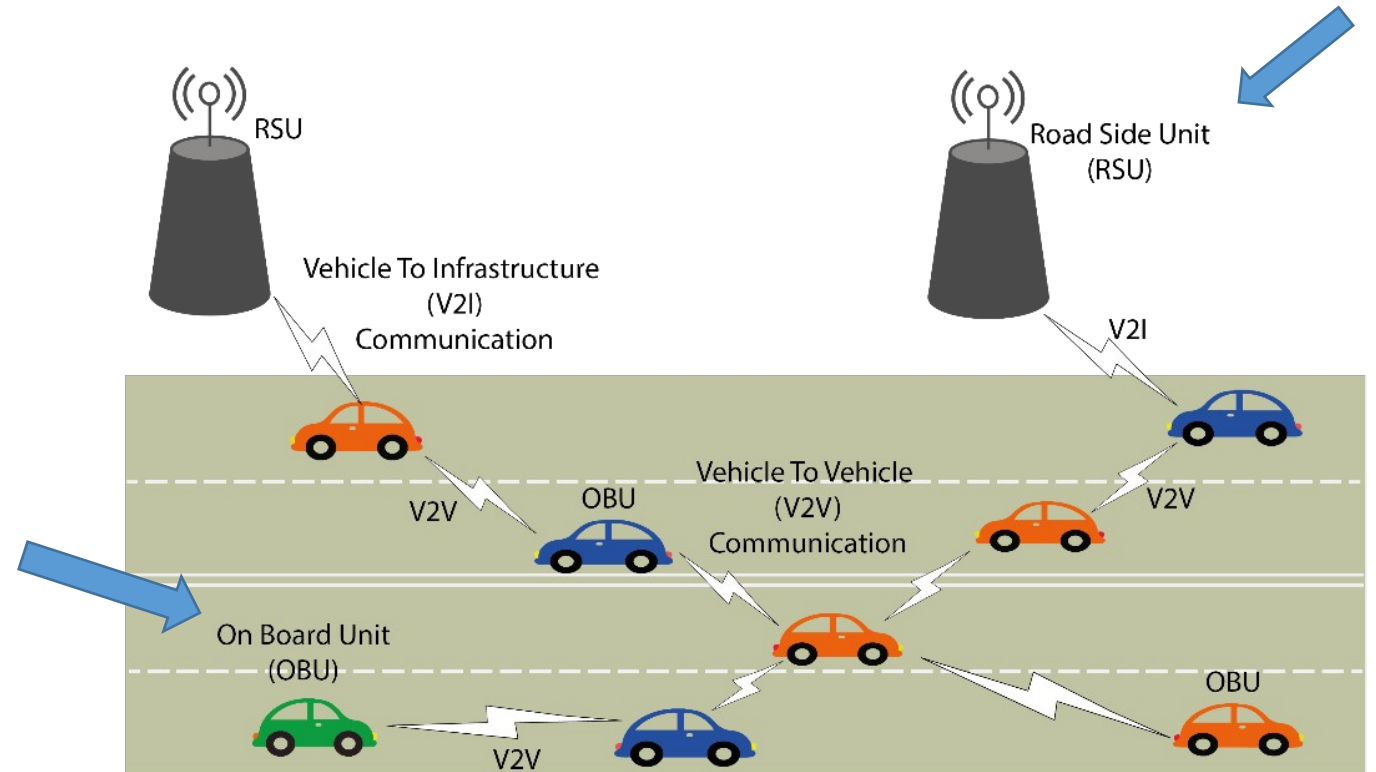 RSU
Road Side Unit
(RSU)
Vehicle To Infrastructure
(V2I)
Communication
V2I
Vehicle To Vehicle
(V2V)
Communication
V2V
OBU
V2V
On Board Unit
(OBU)
OBU
V2V